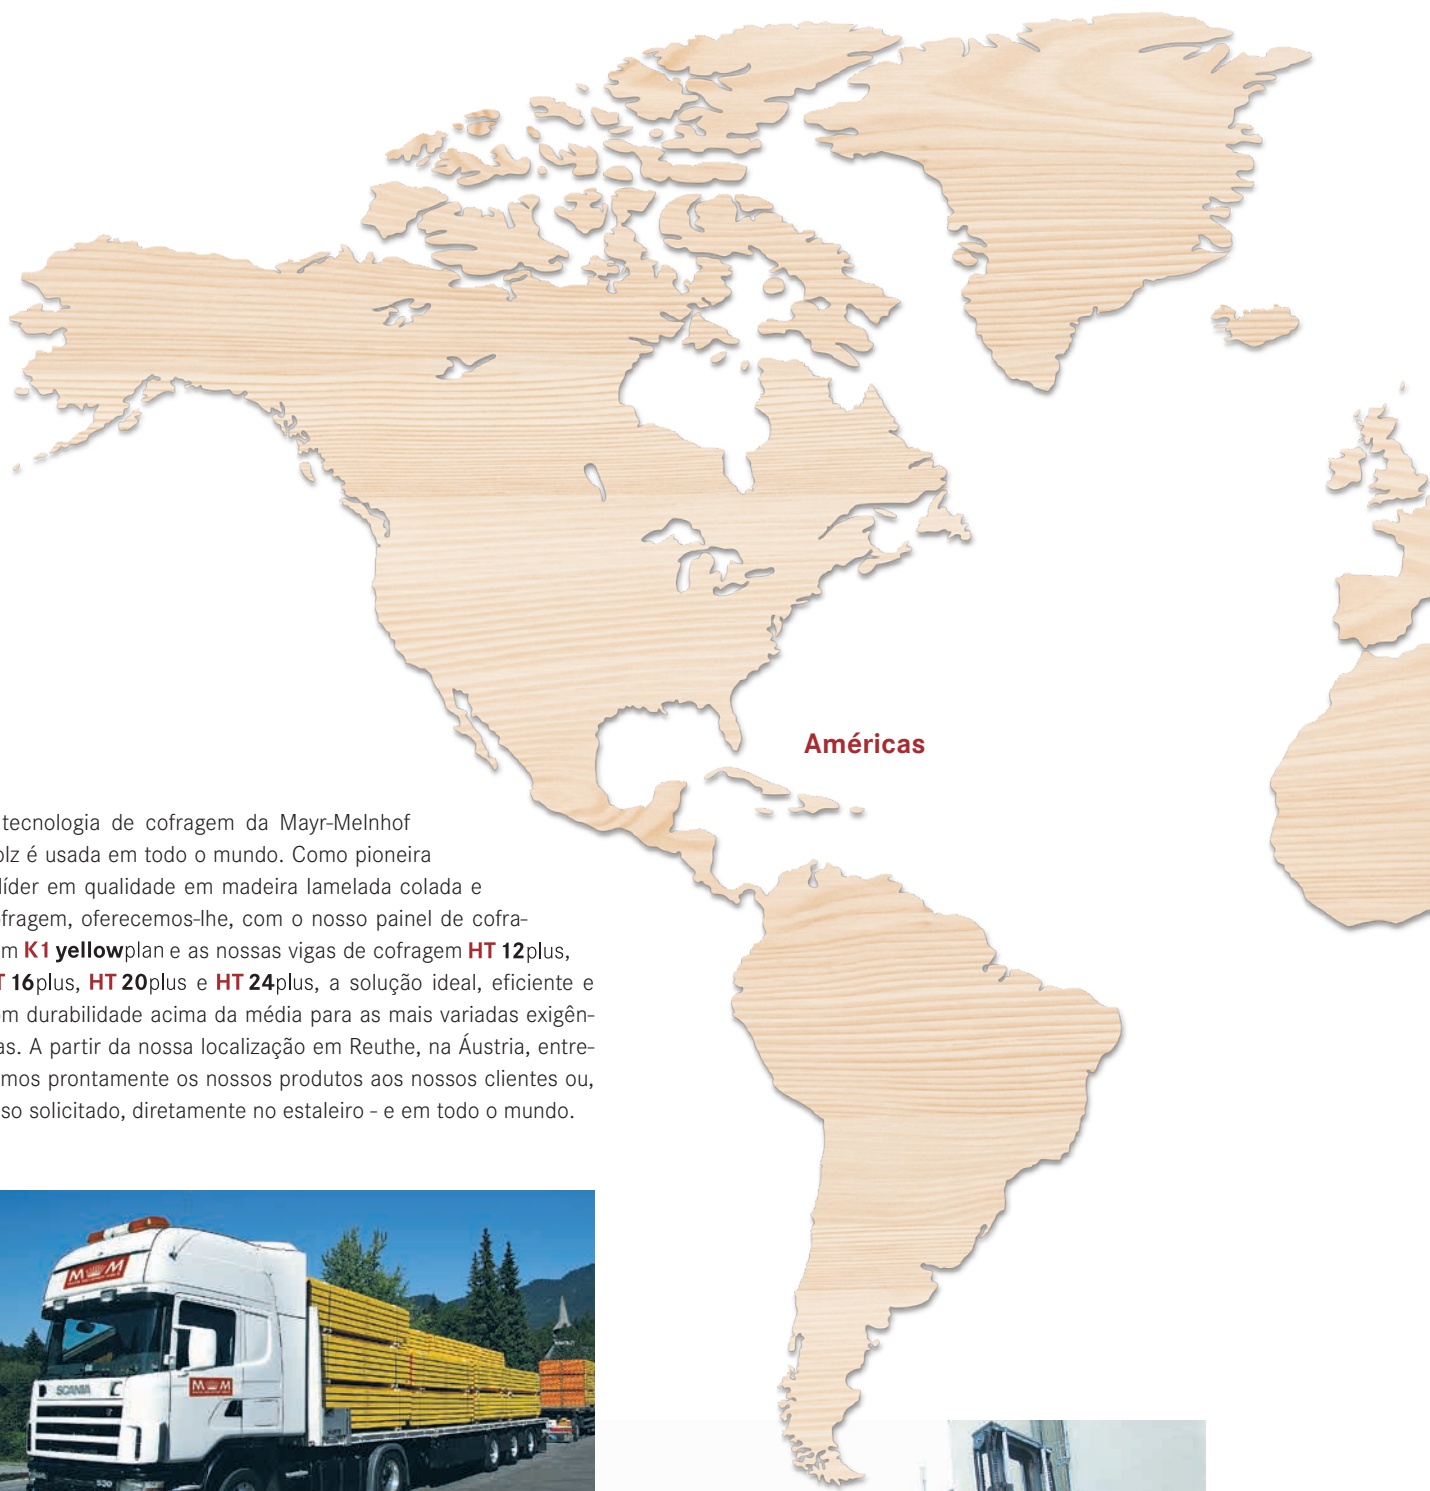 Américas
tecnologia de cofragem da Mayr-Melnhof
olz é usada em todo o mundo. Como pioneira
líder em qualidade em madeira lamelada colada e
ofragem, oferecemos-lhe, com o nosso painel de cofra-
m K1 yellowplan e as nossas vigas de cofragem HT 12plus,
T 16plus, HT 20plus e HT 24plus, a solução ideal, eficiente e
om durabilidade acima da média para as mais variadas exigên-
as. A partir da nossa localização em Reuthe, na Áustria, entre-
mos prontamente os nossos produtos aos nossos clientes ou,
so solicitado, diretamente no estaleiro - e em todo o mundo.
M M
SCANIA
M M
530